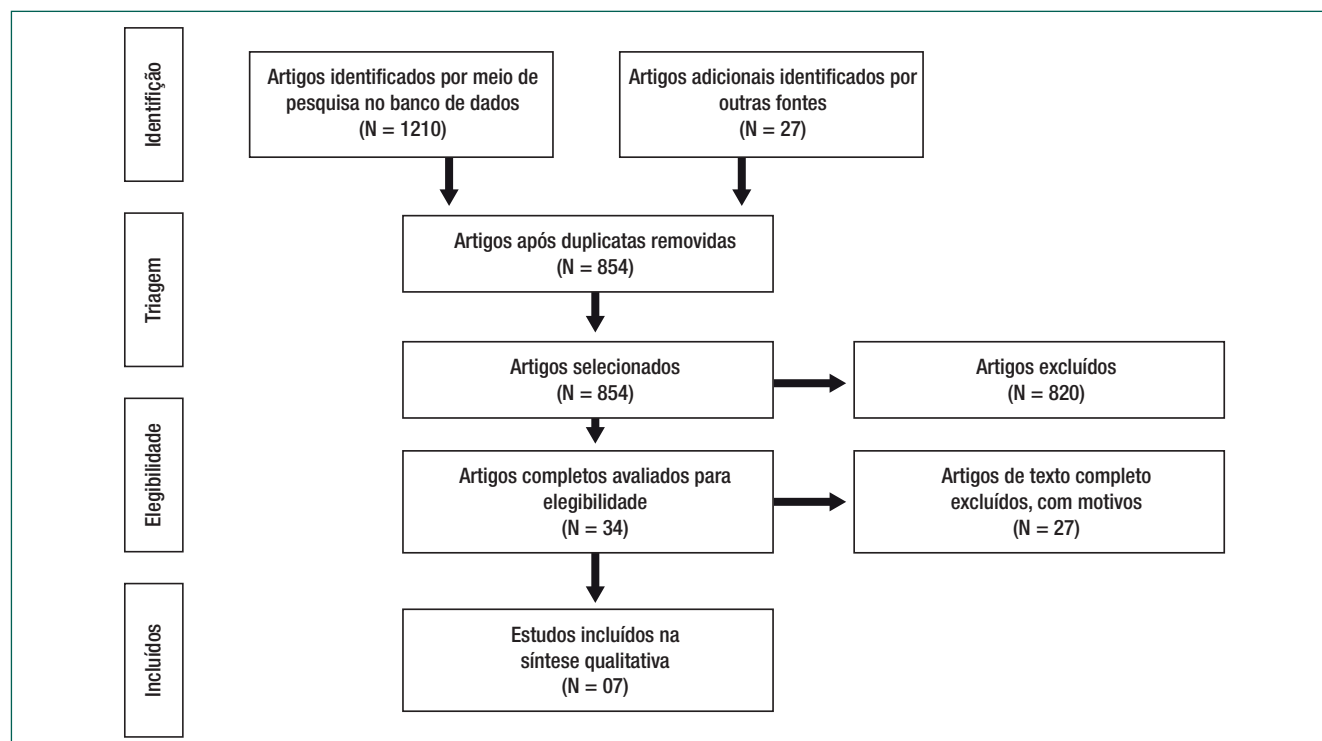 Identifição
Artigos identificados por meio de
pesquisa no banco de dados
(N = 1210)
Artigos adicionais identificados por
outras fontes
(N = 27)
Triagem
Artigos após duplicatas removidas
(N = 854)
Artigos selecionados
(N = 854)
Artigos excluídos
(N = 820)
Elegibilidade
Artigos completos avaliados para
elegibilidade
(N = 34)
Artigos de texto completo
excluídos, com motivos
(N = 27)
Incluídos
Estudos incluídos na
síntese qualitativa
(N = 07)